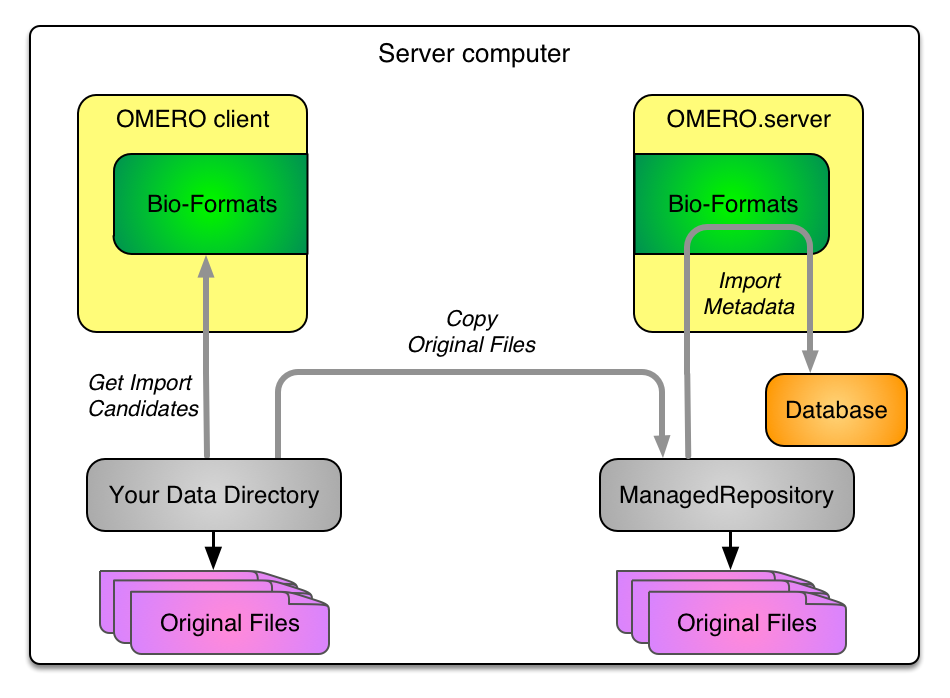 Server computer
OMERO client
OMERO.server
Bio-Formats
Bio-Formats
Import
Metadata
Copy
Original Files
Get Import
Candidates
Database
Your Data Directory
ManagedRepository
Original Files
Original Files